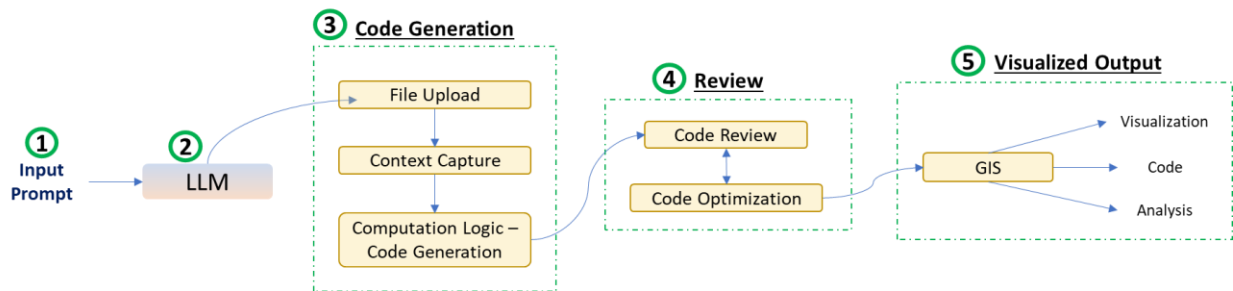 1
Input
Prompt
2
LLM
3 Code Generation
File Upload
Context Capture
Computation Logic –
Code Generation
4 Review
Code Review
Code Optimization
5 Visualized Output
GIS
Visualization
Code
Analysis